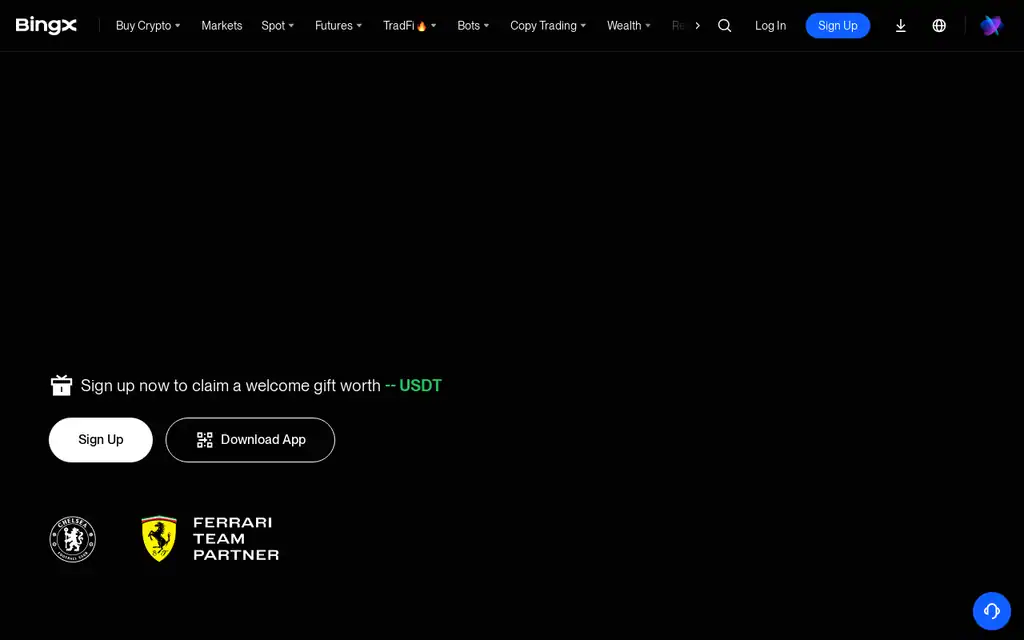 BingX
Buy Crypto
Markets
Spot
Futures
TradFi🔥
Bots
Copy Trading
Wealth
Log In
Sign Up
Sign up now to claim a welcome gift worth -- USDT
Sign Up
Download App
CHELSEA
FERRARI
TEAM
PARTNER